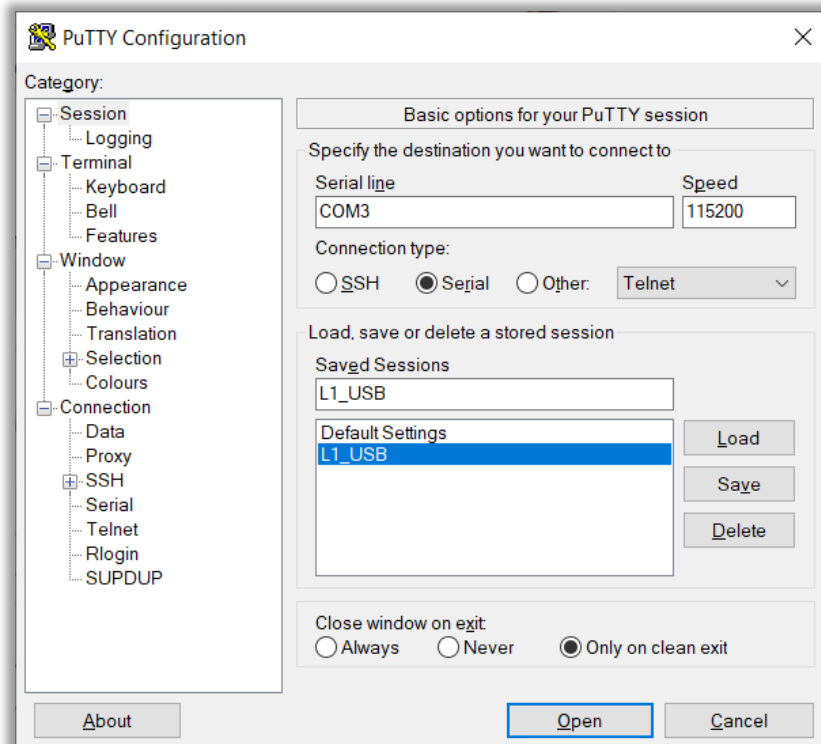 PuTTY Configuration
Category:
Session
Logging
Terminal
Keyboard
Bell
Features
Window
Appearance
Behaviour
Translation
Selection
Colours
Connection
Data
Proxy
SSH
Serial
Telnet
Rlogin
SUPDUP
Basic options for your PuTTY session
Specify the destination you want to connect to
Serial line Speed
COM3 115200
Connection type:
SSH Serial Other: Telnet
Load, save or delete a stored session
Saved Sessions
L1_USB
Default Settings
L1_USB
Load
Save
Delete
Close window on exit:
Always Never Only on clean exit
About Open Cancel